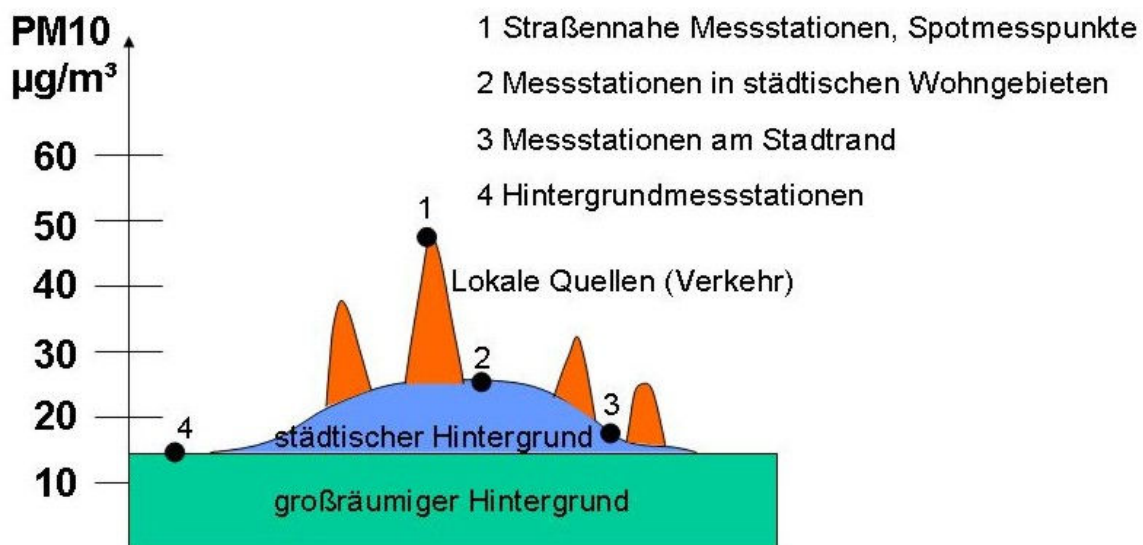 PM10
µg/m³
1 Straßennahe Messstationen, Spotmesspunkte
2 Messstationen in städtischen Wohngebieten
3 Messstationen am Stadtrand
4 Hintergrundmessstationen
60
50
40
30
20
10
1
Lokale Quellen (Verkehr)
2
3
4
städtischer Hintergrund
großräumiger Hintergrund